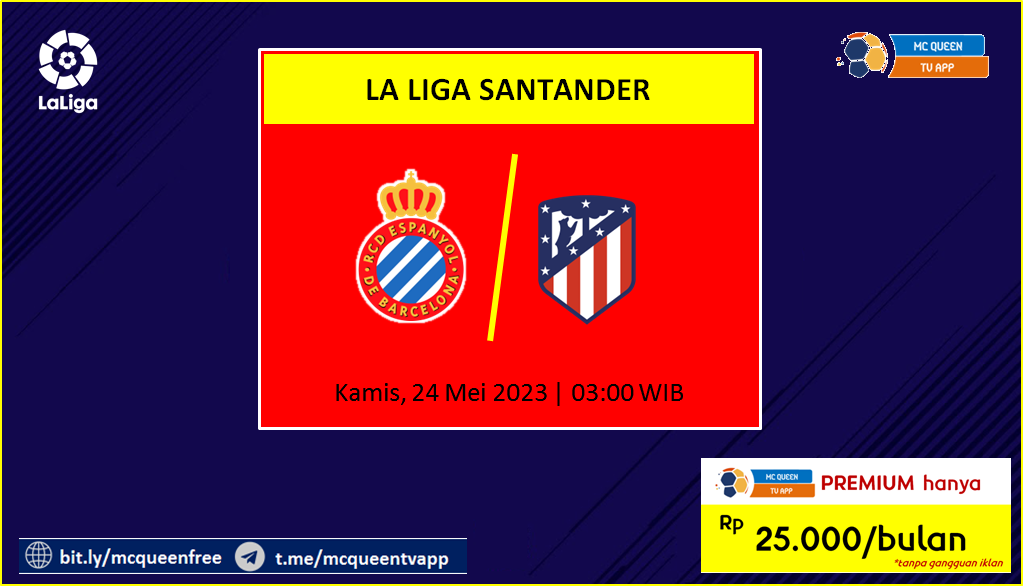 LaLiga
MC QUEEN
TV APP
LA LIGA SANTANDER
RCD ESPANYOL
DE BARCELONA
Kamis, 24 Mei 2023 | 03:00 WIB
MC QUEEN
TV APP
PREMIUM hanya
Rp 25.000/bulan
*tanpa gangguan iklan
bit.ly/mcqueenfree
t.me/mcqueentvapp